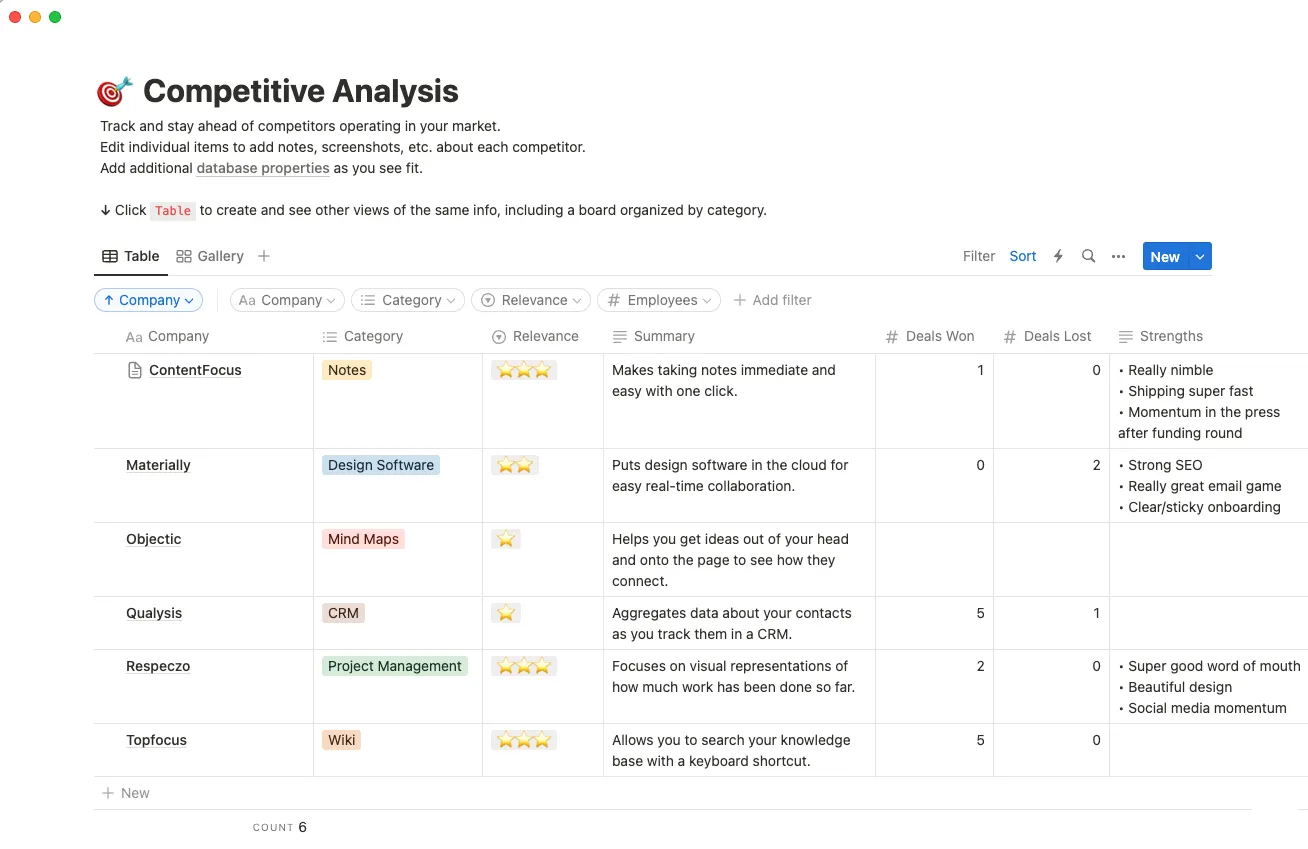 Competitive Analysis
Track and stay ahead of competitors operating in your market.
Edit individual items to add notes, screenshots, etc. about each competitor.
Add additional database properties as you see fit.
↓ Click Table to create and see other views of the same info, including a board organized by category.
Table Gallery Filter Sort New
↑ Company Aa Company Category Relevance # Employees + Add filter
Aa Company Category Relevance Summary # Deals Won # Deals Lost Strengths
ContentFocus
Notes
⭐⭐⭐
Makes taking notes immediate and
easy with one click.
1
0
• Really nimble
• Shipping super fast
• Momentum in the press
after funding round
Materially
Design Software
⭐⭐
Puts design software in the cloud for
easy real-time collaboration.
0
2
• Strong SEO
• Really great email game
• Clear/sticky onboarding
Objectic
Mind Maps
⭐
Helps you get ideas out of your head
and onto the page to see how they
connect.
Qualysis
CRM
⭐
Aggregates data about your contacts
as you track them in a CRM.
5
1
Respeczo
Project Management
⭐⭐⭐
Focuses on visual representations of
how much work has been done so far.
2
0
• Super good word of mouth
• Beautiful design
• Social media momentum
Topfocus
Wiki
⭐⭐⭐
Allows you to search your knowledge
base with a keyboard shortcut.
5
0
+ New
COUNT 6